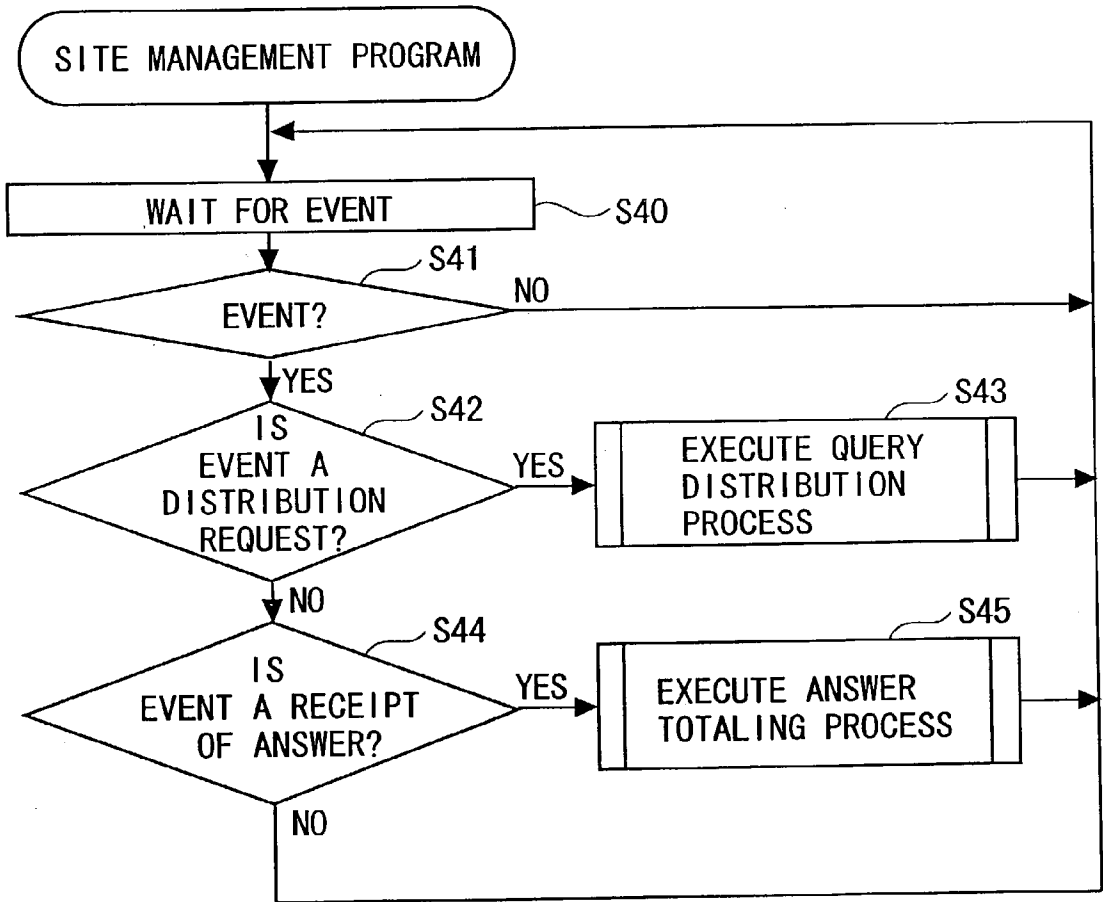 SITE MANAGEMENT PROGRAM
WAIT FOR EVENT
S40
S41
EVENT?
NO
YES
S42
IS
EVENT A
DISTRIBUTION
REQUEST?
YES
S43
EXECUTE QUERY
DISTRIBUTION
PROCESS
NO
S44
IS
EVENT A RECEIPT
OF ANSWER?
YES
S45
EXECUTE ANSWER
TOTALING PROCESS
NO